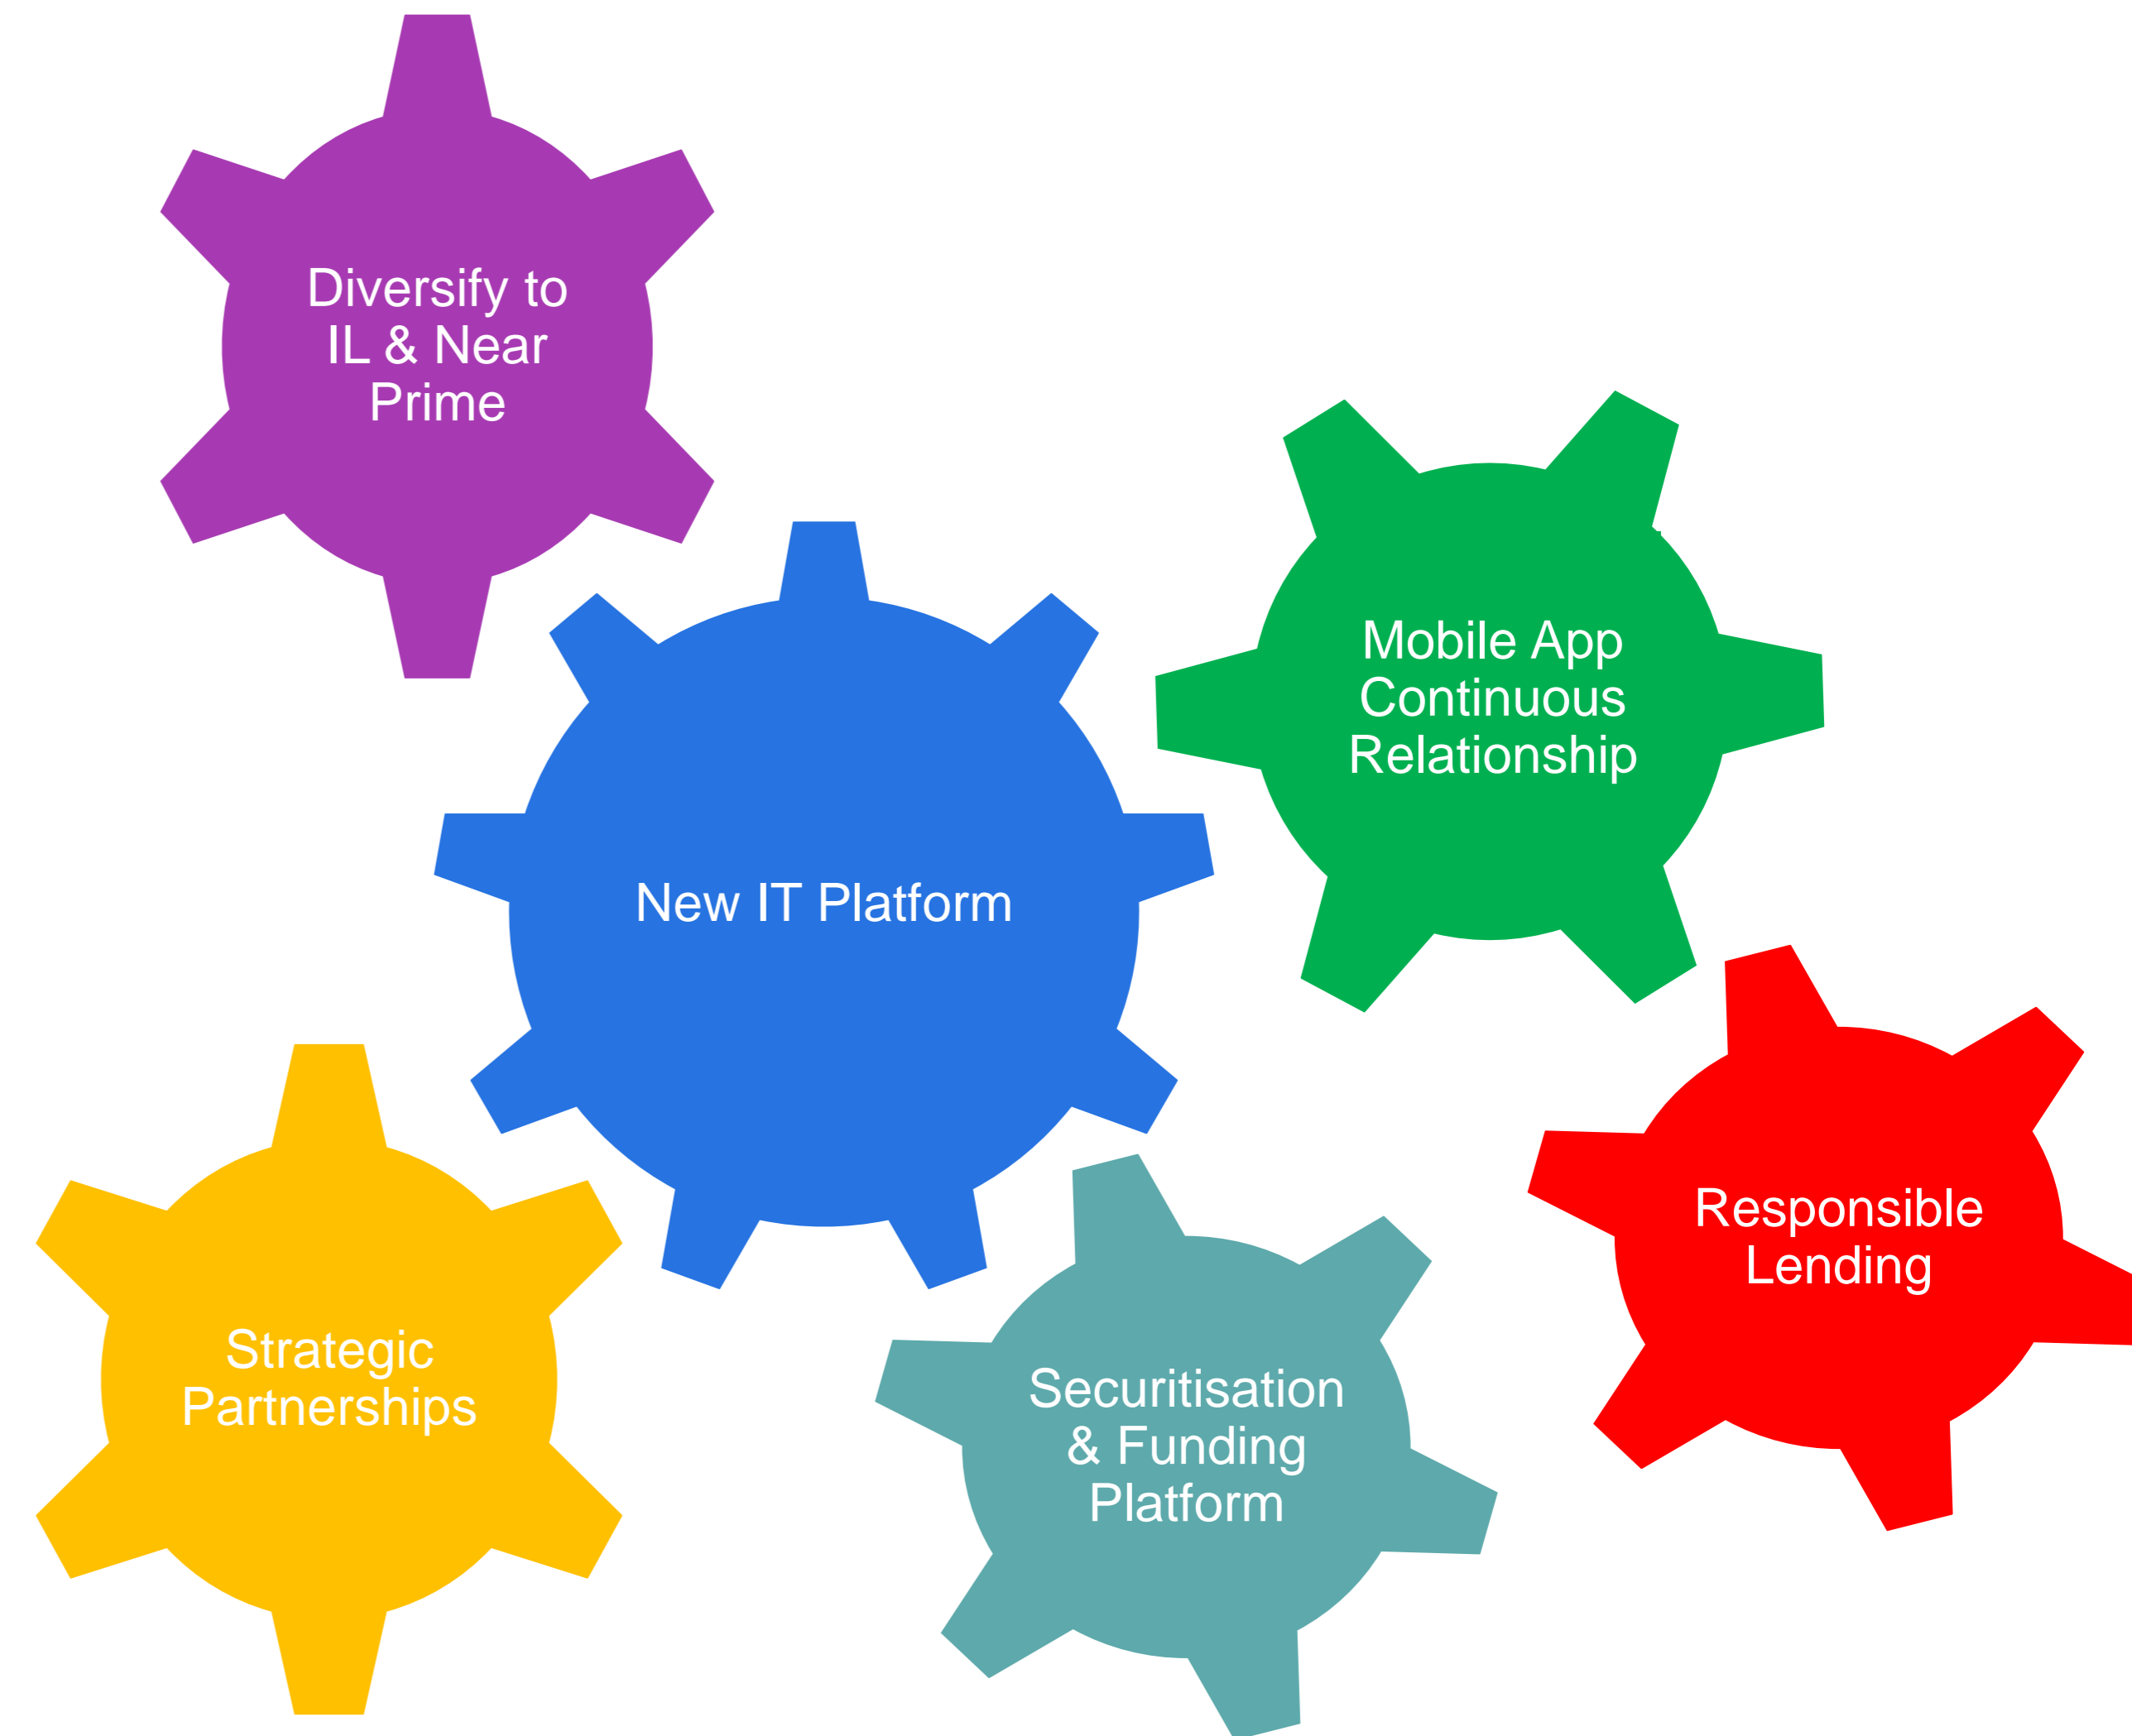 Diversify to
IL & Near
Prime
Mobile App
Continuous
Relationship
New IT Platform
Responsible
Lending
Strategic
Partnerships
Securitisation
& Funding
Platform